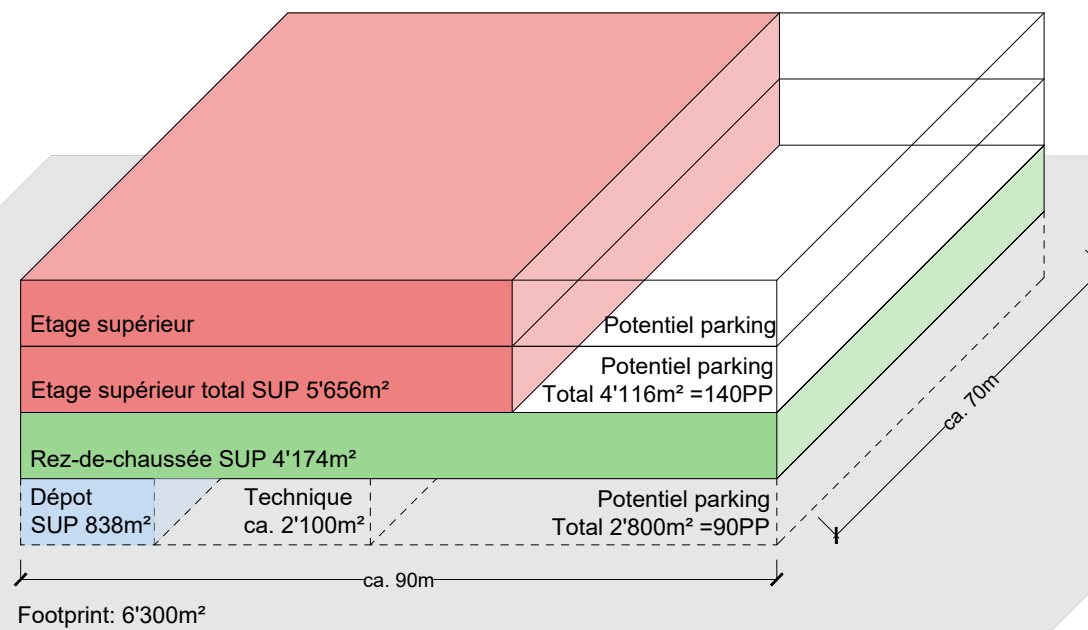 Etage supérieur
Potentiel parking
Etage supérieur total SUP 5'656m²
Potentiel parking
Total 4'116m² =140PP
Rez-de-chaussée SUP 4'174m²
Dépot
SUP 838m²
Technique
ca. 2'100m²
Potentiel parking
Total 2'800m² =90PP
ca. 70m
ca. 90m
Footprint: 6'300m²